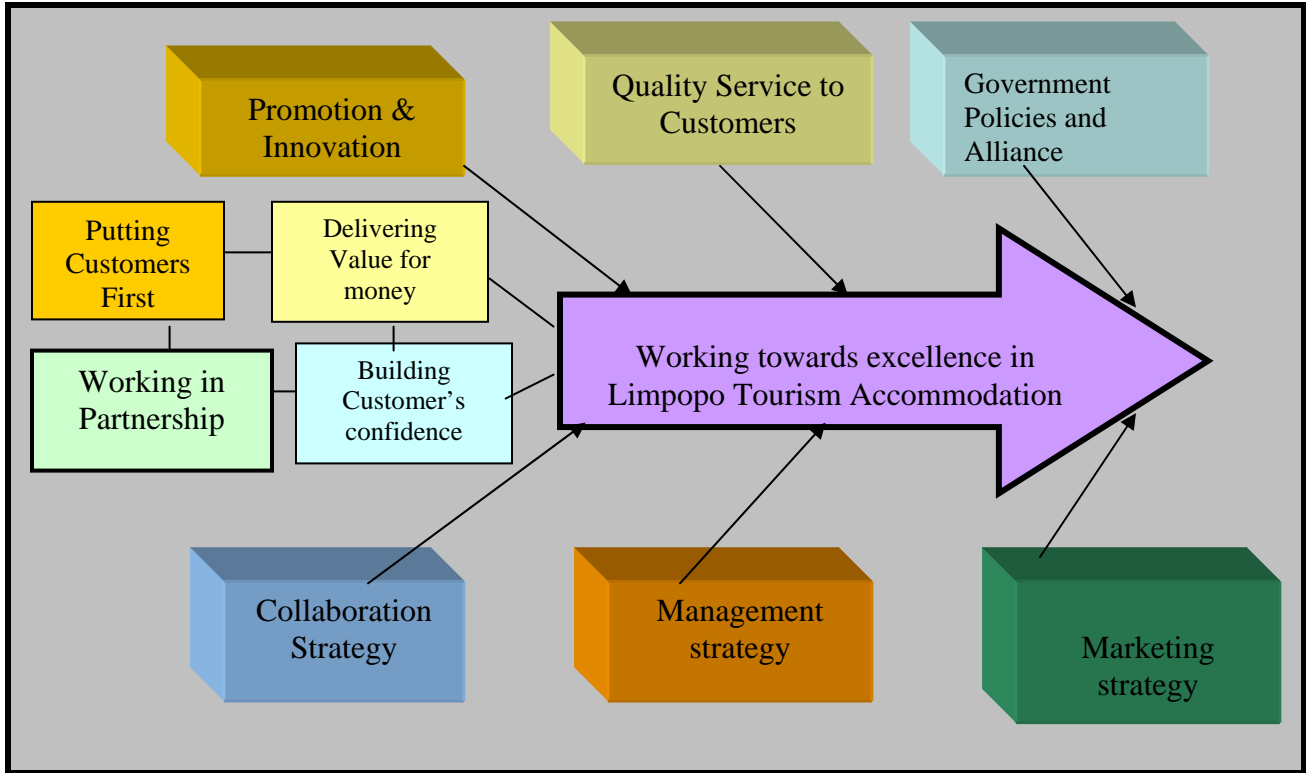 Promotion &
Innovation
Quality Service to
Customers
Government
Policies and
Alliance
Putting
Customers
First
Delivering
Value for
money
Working in
Partnership
Building
Customer’s
confidence
Working towards excellence in
Limpopo Tourism Accommodation
Collaboration
Strategy
Management
strategy
Marketing
strategy